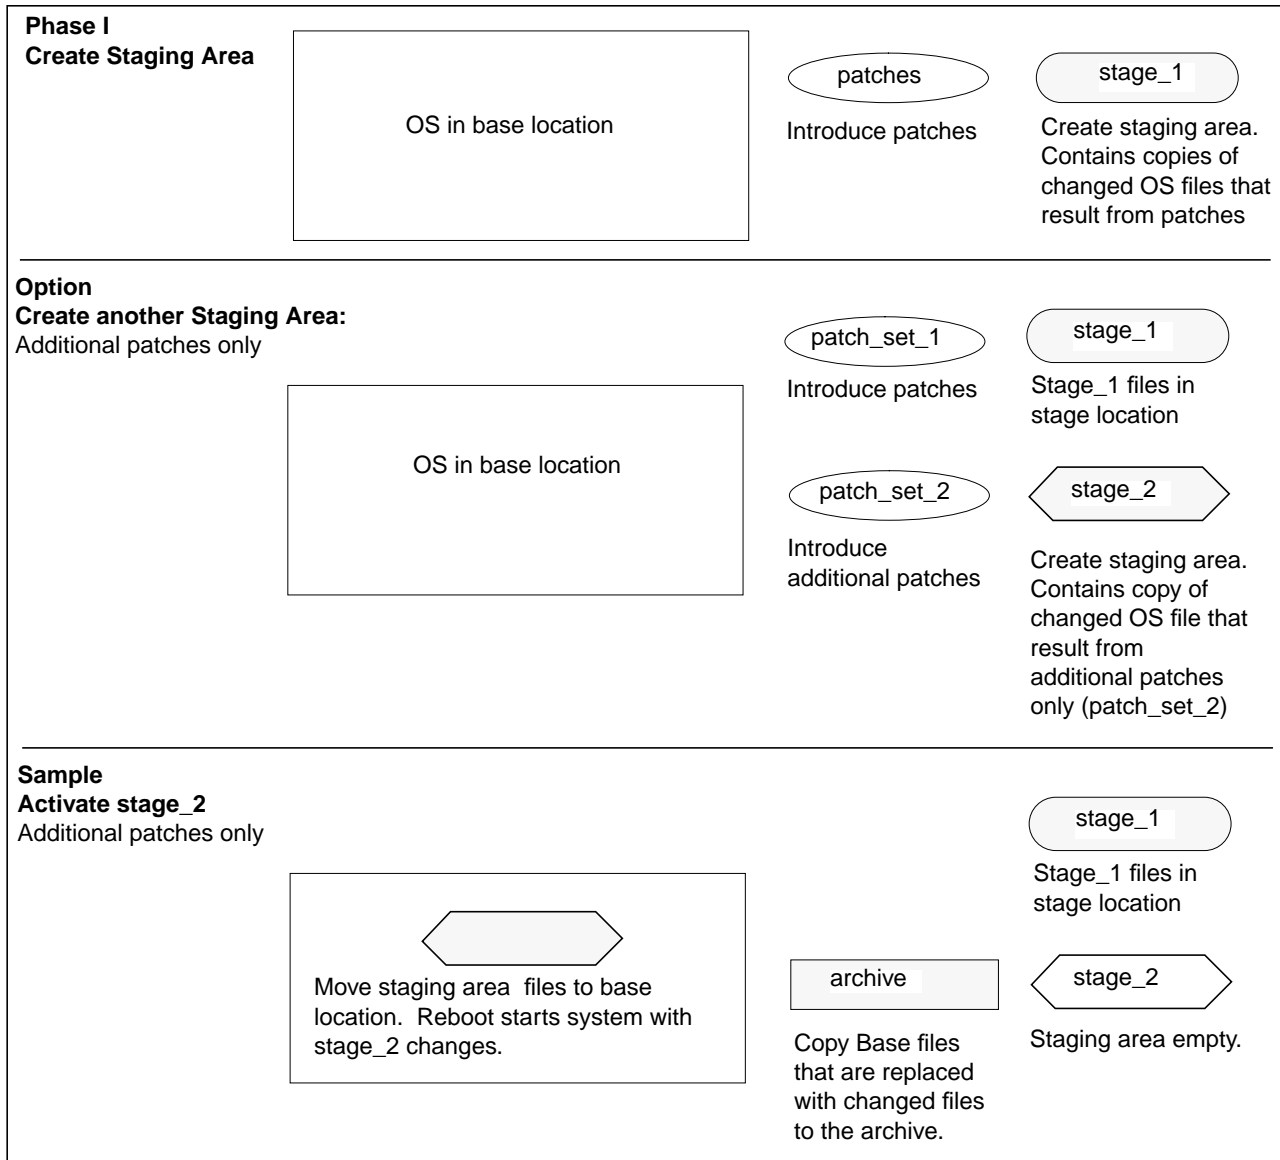 Phase I
Create Staging Area
OS in base location
patches
Introduce patches
stage_1
Create staging area.
Contains copies of
changed OS files that
result from patches
Option
Create another Staging Area:
Additional patches only
OS in base location
patch_set_1
Introduce patches
stage_1
Stage_1 files in
stage location
patch_set_2
Introduce
additional patches
stage_2
Create staging area.
Contains copy of
changed OS file that
result from
additional patches
only (patch_set_2)
Sample
Activate stage_2
Additional patches only
stage_1
Stage_1 files in
stage location
Move staging area  files to base
location.  Reboot starts system with
stage_2 changes.
archive
Copy Base files
that are replaced
with changed files
to the archive.
stage_2
Staging area empty.